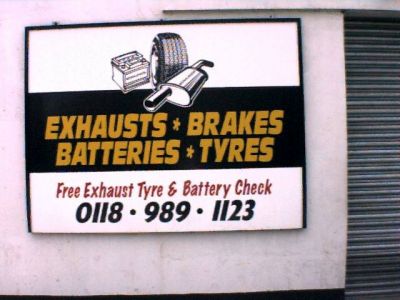 EXHAUSTS * BRAKES
BATTERIES * TYRES
Free Exhaust Tyre & Battery Check
0118 · 989 · 1123